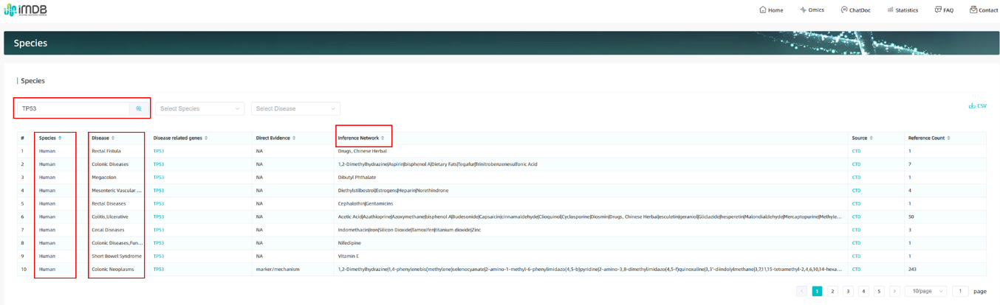 iMDB
Home Omics ChatDoc Statistics FAQ Contact
Species
Species
TP53 Select Species Select Disease CSV
# Species Disease Disease related genes Direct Evidence Inference Network Source Reference Count
1 Human Rectal Fistula TP53 NA Drugs, Chinese Herbal CTD 1
2 Human Colonic Diseases TP53 NA 1,2-Dimethylhydrazine|Aspirin|bisphenol A|Dietary Fats|Tegafur|Trinitrobenzenesulfonic Acid CTD 7
3 Human Megacolon TP53 NA Dibutyl Phthalate CTD 1
4 Human Mesenteric Vascular ... TP53 NA Diethylstilbestrol|Estrogens|Heparin|Norethindrone CTD 4
5 Human Rectal Diseases TP53 NA Cephalothin|Gentamicins CTD 1
6 Human Colitis,Ulcerative TP53 NA Acetic Acid|Azathioprine|Azoxymethane|bisphenol A|Budesonide|Capsaicin|cinnamaldehyde|Clioquinol|Cyclosporine|Diosmin|Drugs, Chinese Herbal|esculetin|geraniol|Gliclazide|hesperetin|Malondialdehyde|Mercaptopurine|Methyle... CTD 50
7 Human Cecal Diseases TP53 NA Indomethacin|Iron|Silicon Dioxide|Tamoxifen|titanium dioxide|Zinc CTD 3
8 Human Colonic Diseases,Fun... TP53 NA Nifedipine CTD 1
9 Human Short Bowel Syndrome TP53 NA Vitamin E CTD 1
10 Human Colonic Neoplasms TP53 marker/mechanism 1,2-Dimethylhydrazine|1,4-phenylenebis(methylene)selenocyanate|2-amino-1-methyl-6-phenylimidazo(4,5-b)pyridine|2-amino-3,8-dimethylimidazo(4,5-f)quinoxaline|3,3'-diindolylmethane|3,7,11,15-tetramethyl-2,4,6,10,14-hexa... CTD 243
1 2 3 4 5 10/page 1 page